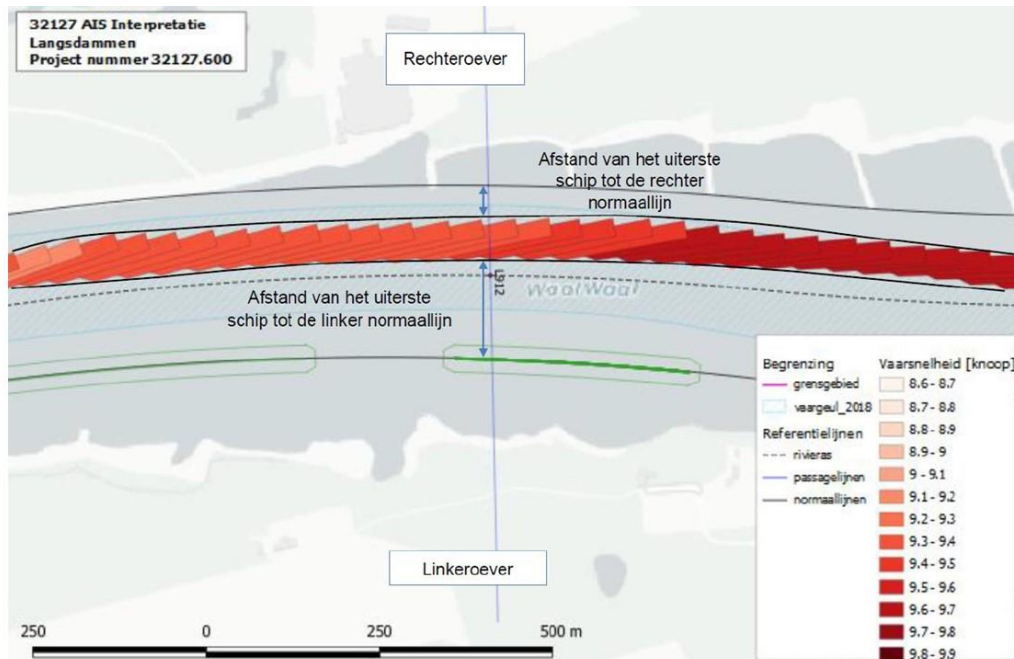 32127 AIS Interpretatie
Langsdammen
Project nummer 32127.600
Rechteroever
Afstand van het uiterste
schip tot de rechter
normaallijn
Afstand van het uiterste
schip tot de linker normaallijn
L912
Waal Waal
Linkeroever
Begrenzing
grensgebied
vaargeul_2018
Referentielijnen
rivieras
passagelijnen
normaallijnen
Vaarsnelheid [knoop]
8.6 - 8.7
8.7 - 8.8
8.8 - 8.9
8.9 - 9
9 - 9.1
9.1 - 9.2
9.2 - 9.3
9.3 - 9.4
9.4 - 9.5
9.5 - 9.6
9.6 - 9.7
9.7 - 9.8
9.8 - 9.9
250 0 250 500 m